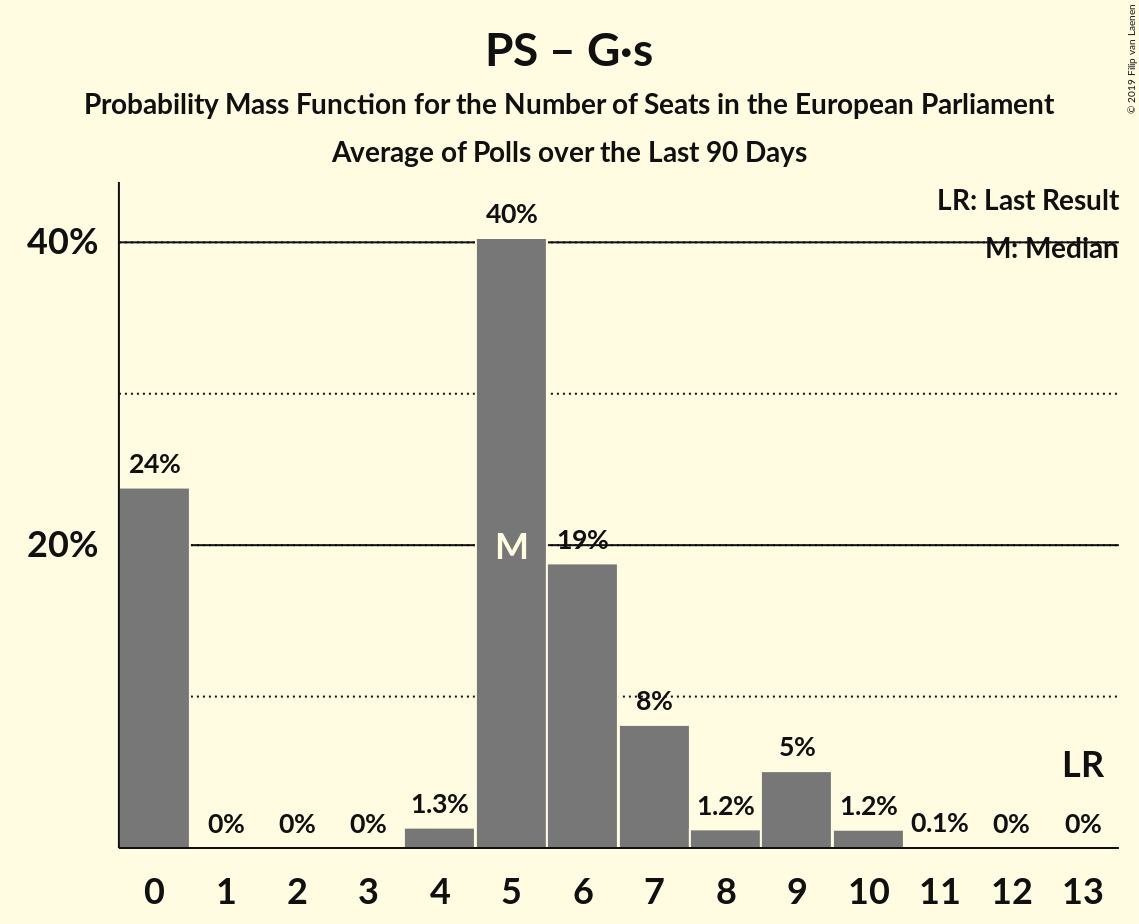 PS – G·s
Probability Mass Function for the Number of Seats in the European Parliament
Average of Polls over the Last 90 Days
© 2019 Filip van Laenen
LR: Last Result
M: Median
40%
20%
24%
0%
0%
0%
1.3%
40%
M
19%
8%
1.2%
5%
1.2%
0.1%
0%
LR
0%
0 1 2 3 4 5 6 7 8 9 10 11 12 13